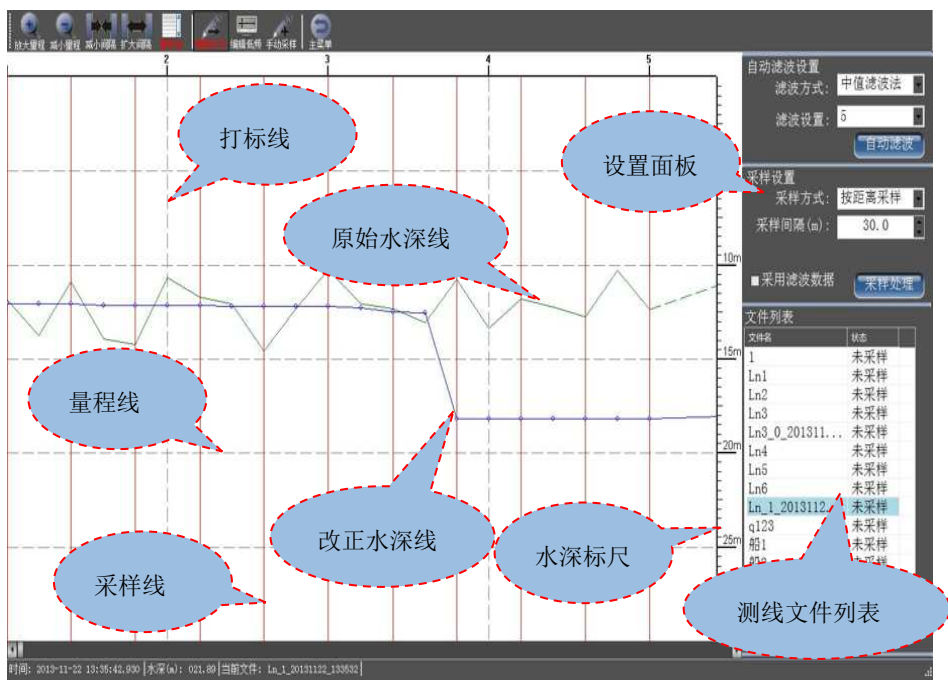 放大量程 减小量程 减小间隔 扩大间隔 编辑低频 手动采样 主菜单
2 3 4 5
10m
15m
20m
25m
打标线
原始水深线
设置面板
量程线
改正水深线
水深标尺
采样线
测线文件列表
自动滤波设置
滤波方式: 中值滤波法
滤波设置: 5
自动滤波
采样设置
采样方式: 按距离采样
采样间隔(m): 30.0
采用滤波数据 采样处理
文件列表
文件名 状态
1 未采样
Ln1 未采样
Ln2 未采样
Ln3 未采样
Ln3_0_201311... 未采样
Ln4 未采样
Ln5 未采样
Ln6 未采样
Ln_1_2013112... 未采样
q123 未采样
船1 未采样
时间: 2013-11-22 13:35:42.930 水深(m): 021.89 当前文件: Ln_1_20131122_133532